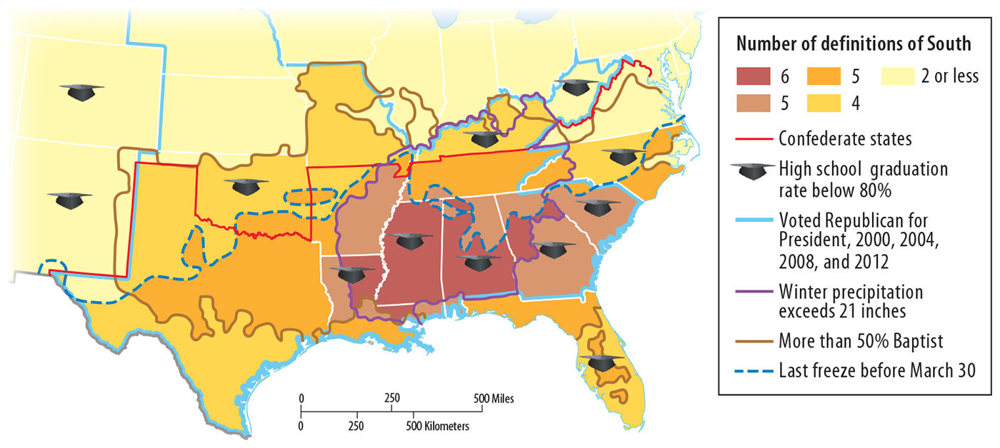 Number of definitions of South
6 5 2 or less
5 4
Confederate states
High school graduation
rate below 80%
Voted Republican for
President, 2000, 2004,
2008, and 2012
Winter precipitation
exceeds 21 inches
More than 50% Baptist
Last freeze before March 30
0 250 500 Miles
0 250 500 Kilometers